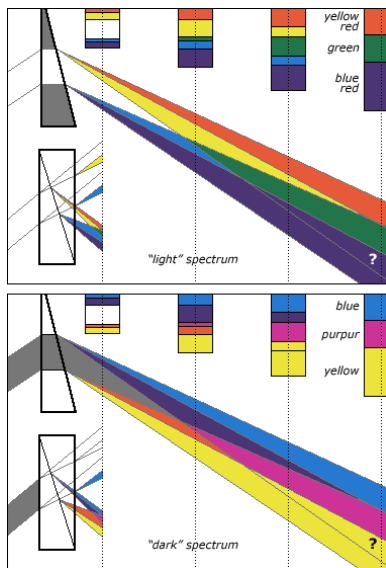 yellow
red
green
blue
red
?
“light” spectrum
blue
purpur
yellow
?
“dark” spectrum